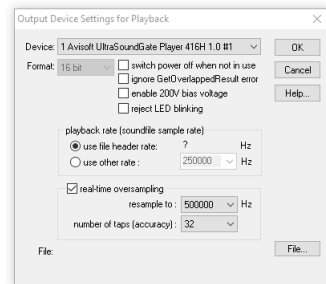 Output Device Settings for Playback
Device: 1 Avisoft UltraSoundGate Player 416H 1.0 #1 OK
Format: 16 bit switch power off when not in use Cancel
ignore GetOverlappedResult error
enable 200V bias voltage Help...
reject LED blinking
playback rate (soundfile sample rate)
use file header rate: ? Hz
use other rate : 250000 Hz
real-time oversampling
resample to : 500000 Hz
number of taps (accuracy) : 32
File: File...